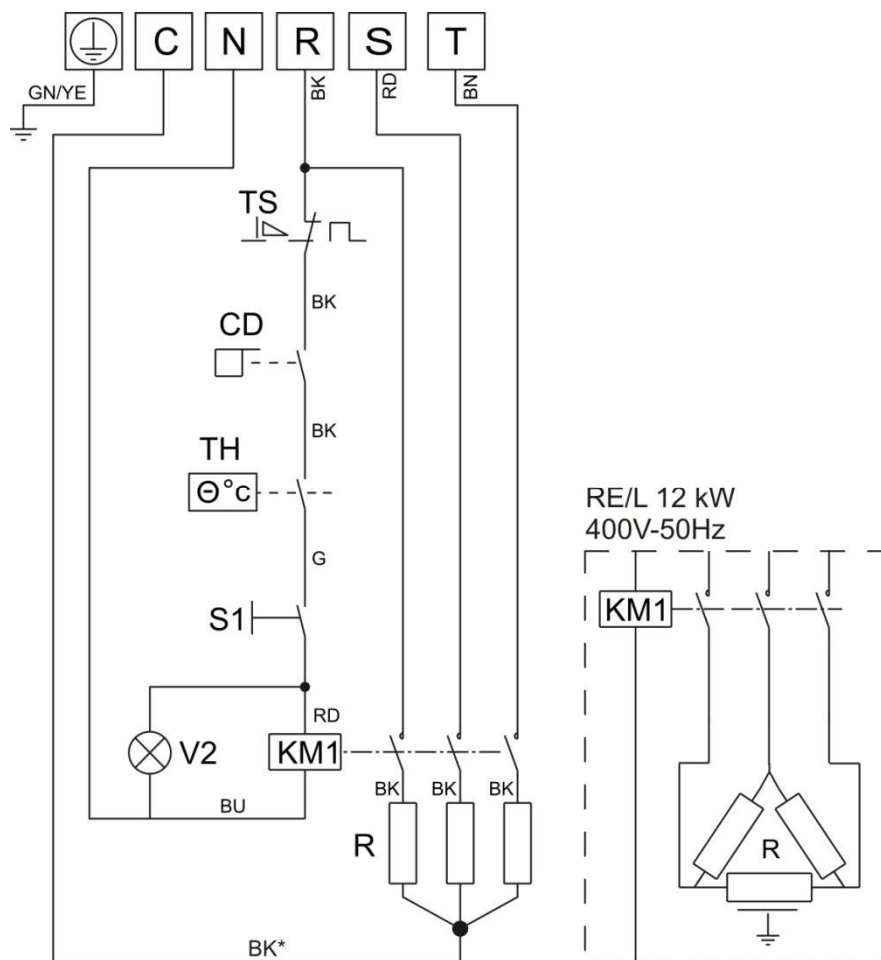 C N R S T
GN/YE BK RD BN
TS
BK
CD
BK
TH
Θ°c
G
S1
RD
V2 KM1
BU
BK BK BK
R
BK*
RE/L 12 kW
400V-50Hz
KM1
R